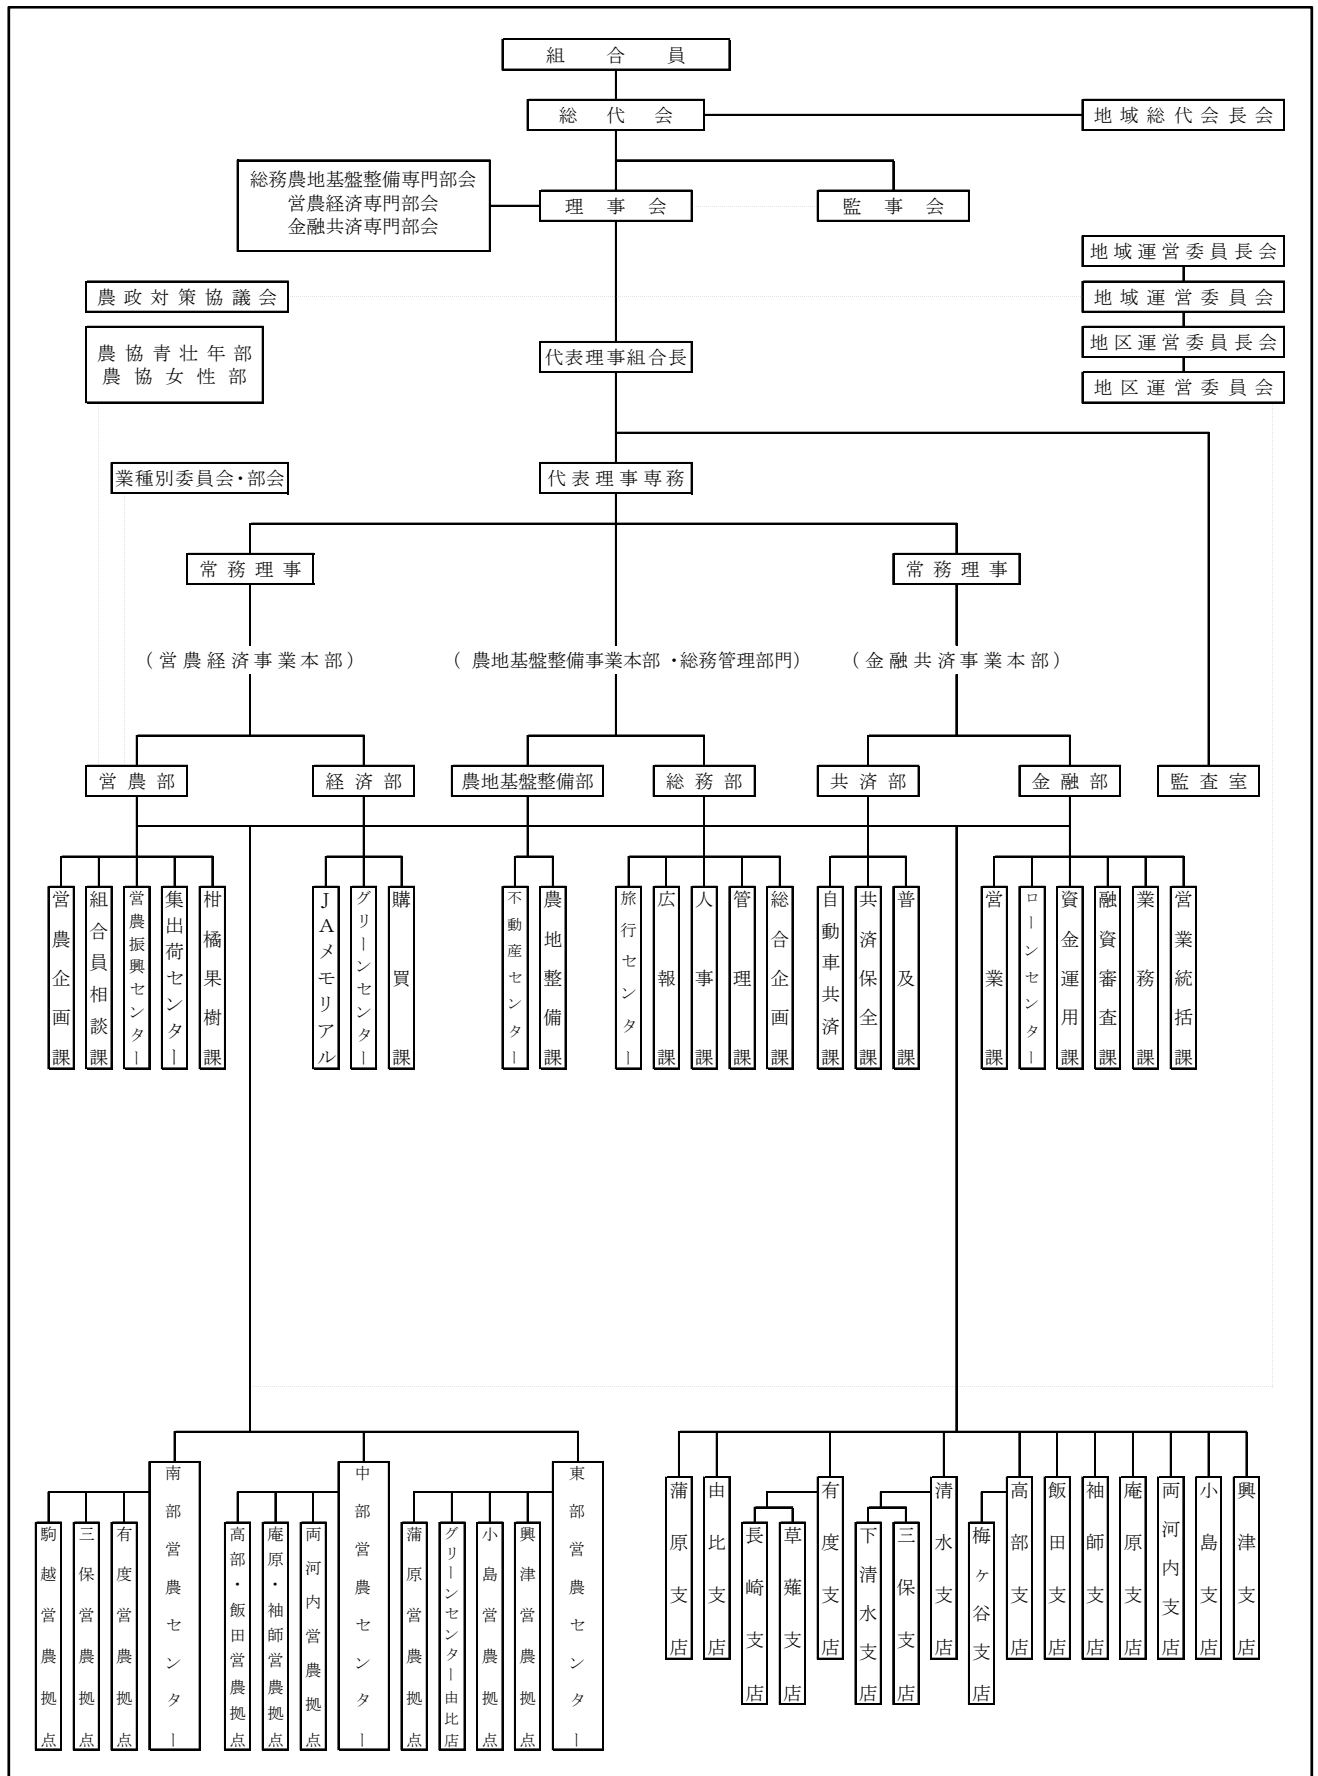 組合員
総代会
地域総代会長会
総務農地基盤整備専門部会
営農経済専門部会
金融共済専門部会
理事会
監事会
地域運営委員長会
農政対策協議会
地域運営委員会
農協青壮年部
農協女性部
代表理事組合長
地区運営委員長会
地区運営委員会
業種別委員会・部会
代表理事専務
常務理事
常務理事
(営農経済事業本部)
(農地基盤整備事業本部・総務管理部門)
(金融共済事業本部)
営農部
経済部
農地基盤整備部
総務部
共済部
金融部
監査室
営農企画課
組合員相談課
営農振興センター
集出荷センター
柑橘果樹課
JAメモリアル
グリーンセンター
購買課
不動産センター
農地整備課
旅行センター
広報課
人事課
管理課
総合企画課
自動車共済課
共済保全課
普及課
営業課
ローンセンター
資金運用課
融資審査課
業務課
営業統括課
南部営農センター
駒越営農拠点
三保営農拠点
有度営農拠点
中部営農センター
高部・飯田営農拠点
庵原・袖師営農拠点
両河内営農拠点
東部営農センター
蒲原営農拠点
グリーンセンター由比店
小島営農拠点
興津営農拠点
蒲原支店
由比支店
長崎支店
草薙支店
有度支店
下清水支店
三保支店
清水支店
梅ヶ谷支店
高部支店
飯田支店
袖師支店
庵原支店
両河内支店
小島支店
興津支店